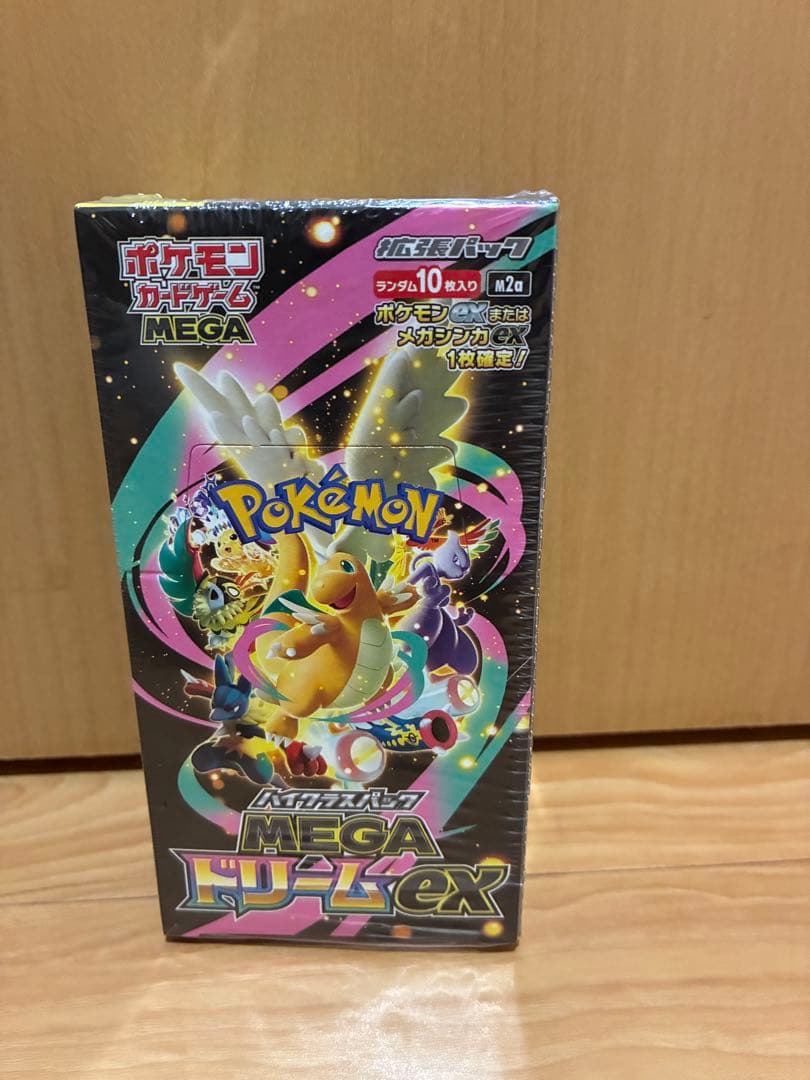 ポケモン
カードゲーム™
MEGA
拡張パック
ランダム10枚入り
M2a
ポケモンexまたは
メガシンカex
1枚確定!
POKéMON
ハイクラスパック
MEGA
ドリームex